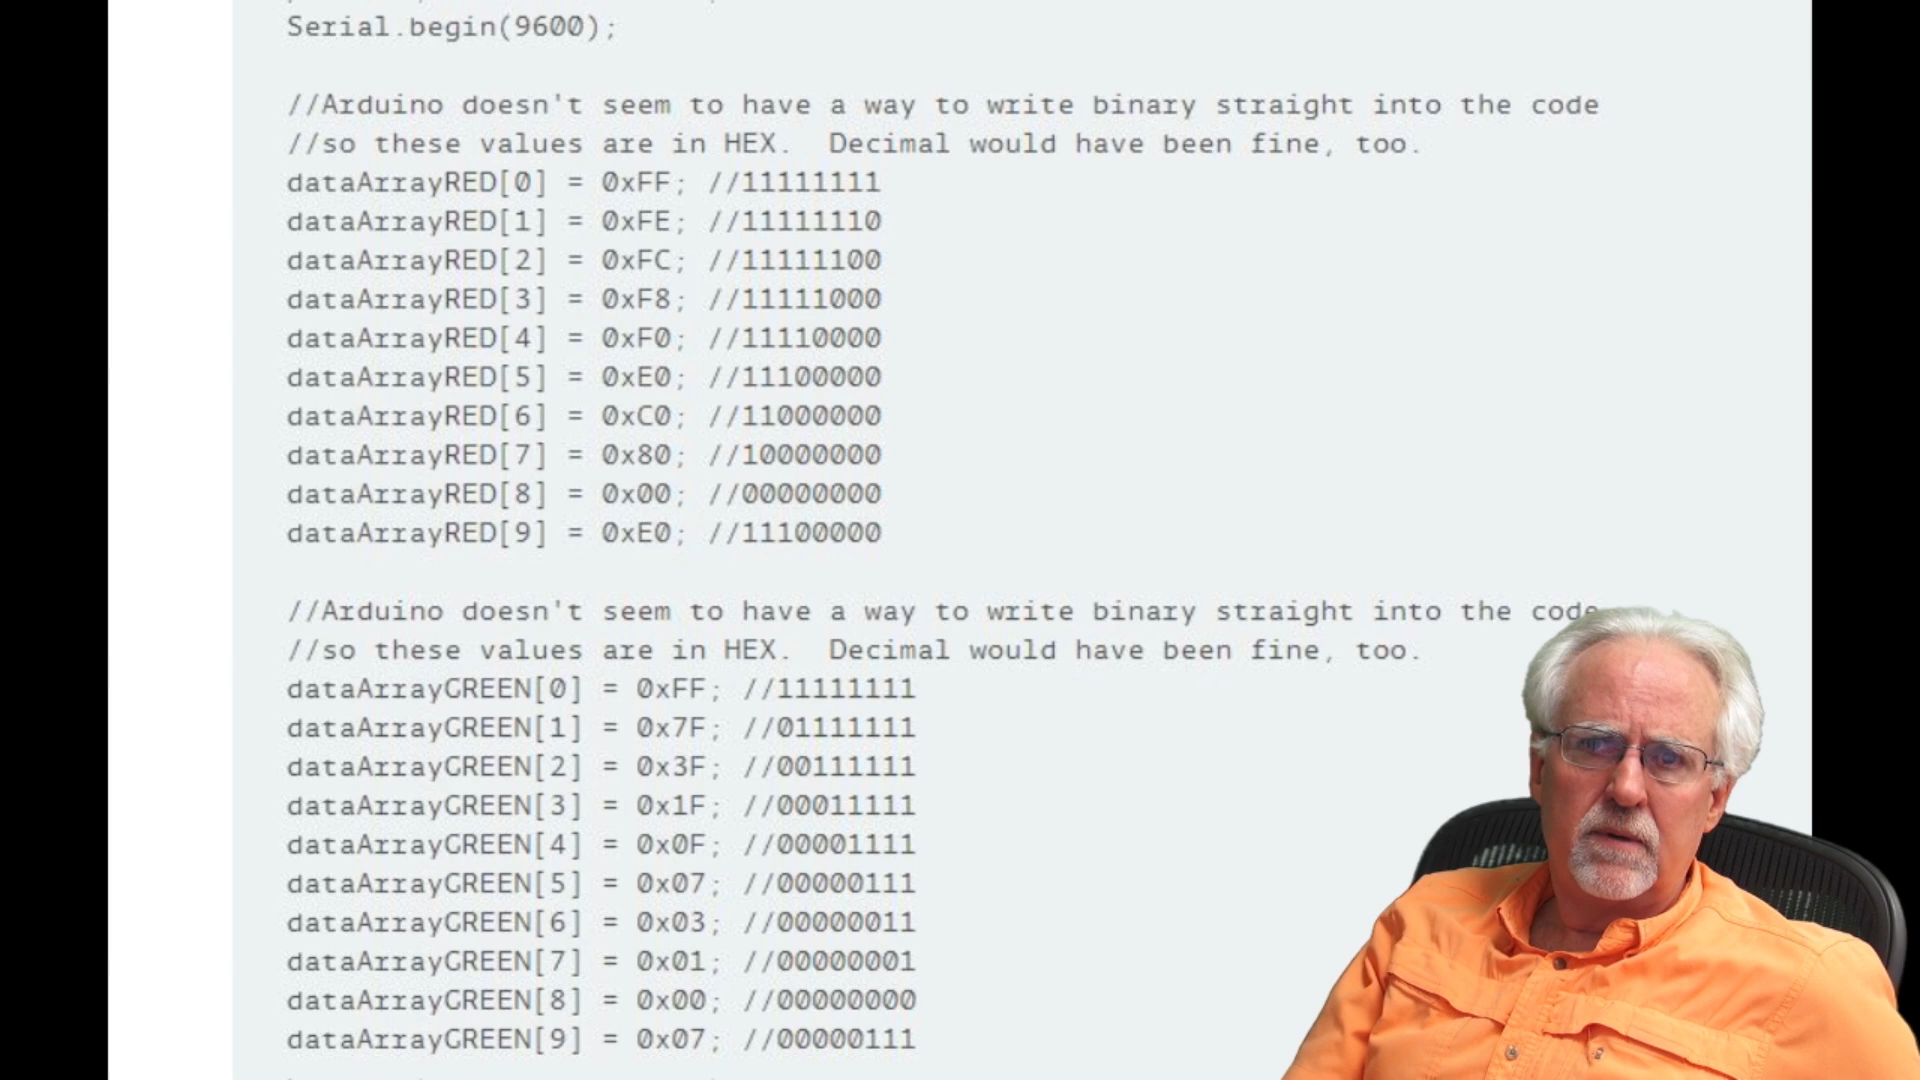 Serial.begin(9600);
//Arduino doesn't seem to have a way to write binary straight into the code
//so these values are in HEX.  Decimal would have been fine, too.
dataArrayRED[0] = 0xFF; //11111111
dataArrayRED[1] = 0xFE; //11111110
dataArrayRED[2] = 0xFC; //11111100
dataArrayRED[3] = 0xF8; //11111000
dataArrayRED[4] = 0xF0; //11110000
dataArrayRED[5] = 0xE0; //11100000
dataArrayRED[6] = 0xC0; //11000000
dataArrayRED[7] = 0x80; //10000000
dataArrayRED[8] = 0x00; //00000000
dataArrayRED[9] = 0xE0; //11100000
//Arduino doesn't seem to have a way to write binary straight into the code
//so these values are in HEX.  Decimal would have been fine, too.
dataArrayGREEN[0] = 0xFF; //11111111
dataArrayGREEN[1] = 0x7F; //01111111
dataArrayGREEN[2] = 0x3F; //00111111
dataArrayGREEN[3] = 0x1F; //00011111
dataArrayGREEN[4] = 0x0F; //00001111
dataArrayGREEN[5] = 0x07; //00000111
dataArrayGREEN[6] = 0x03; //00000011
dataArrayGREEN[7] = 0x01; //00000001
dataArrayGREEN[8] = 0x00; //00000000
dataArrayGREEN[9] = 0x07; //00000111